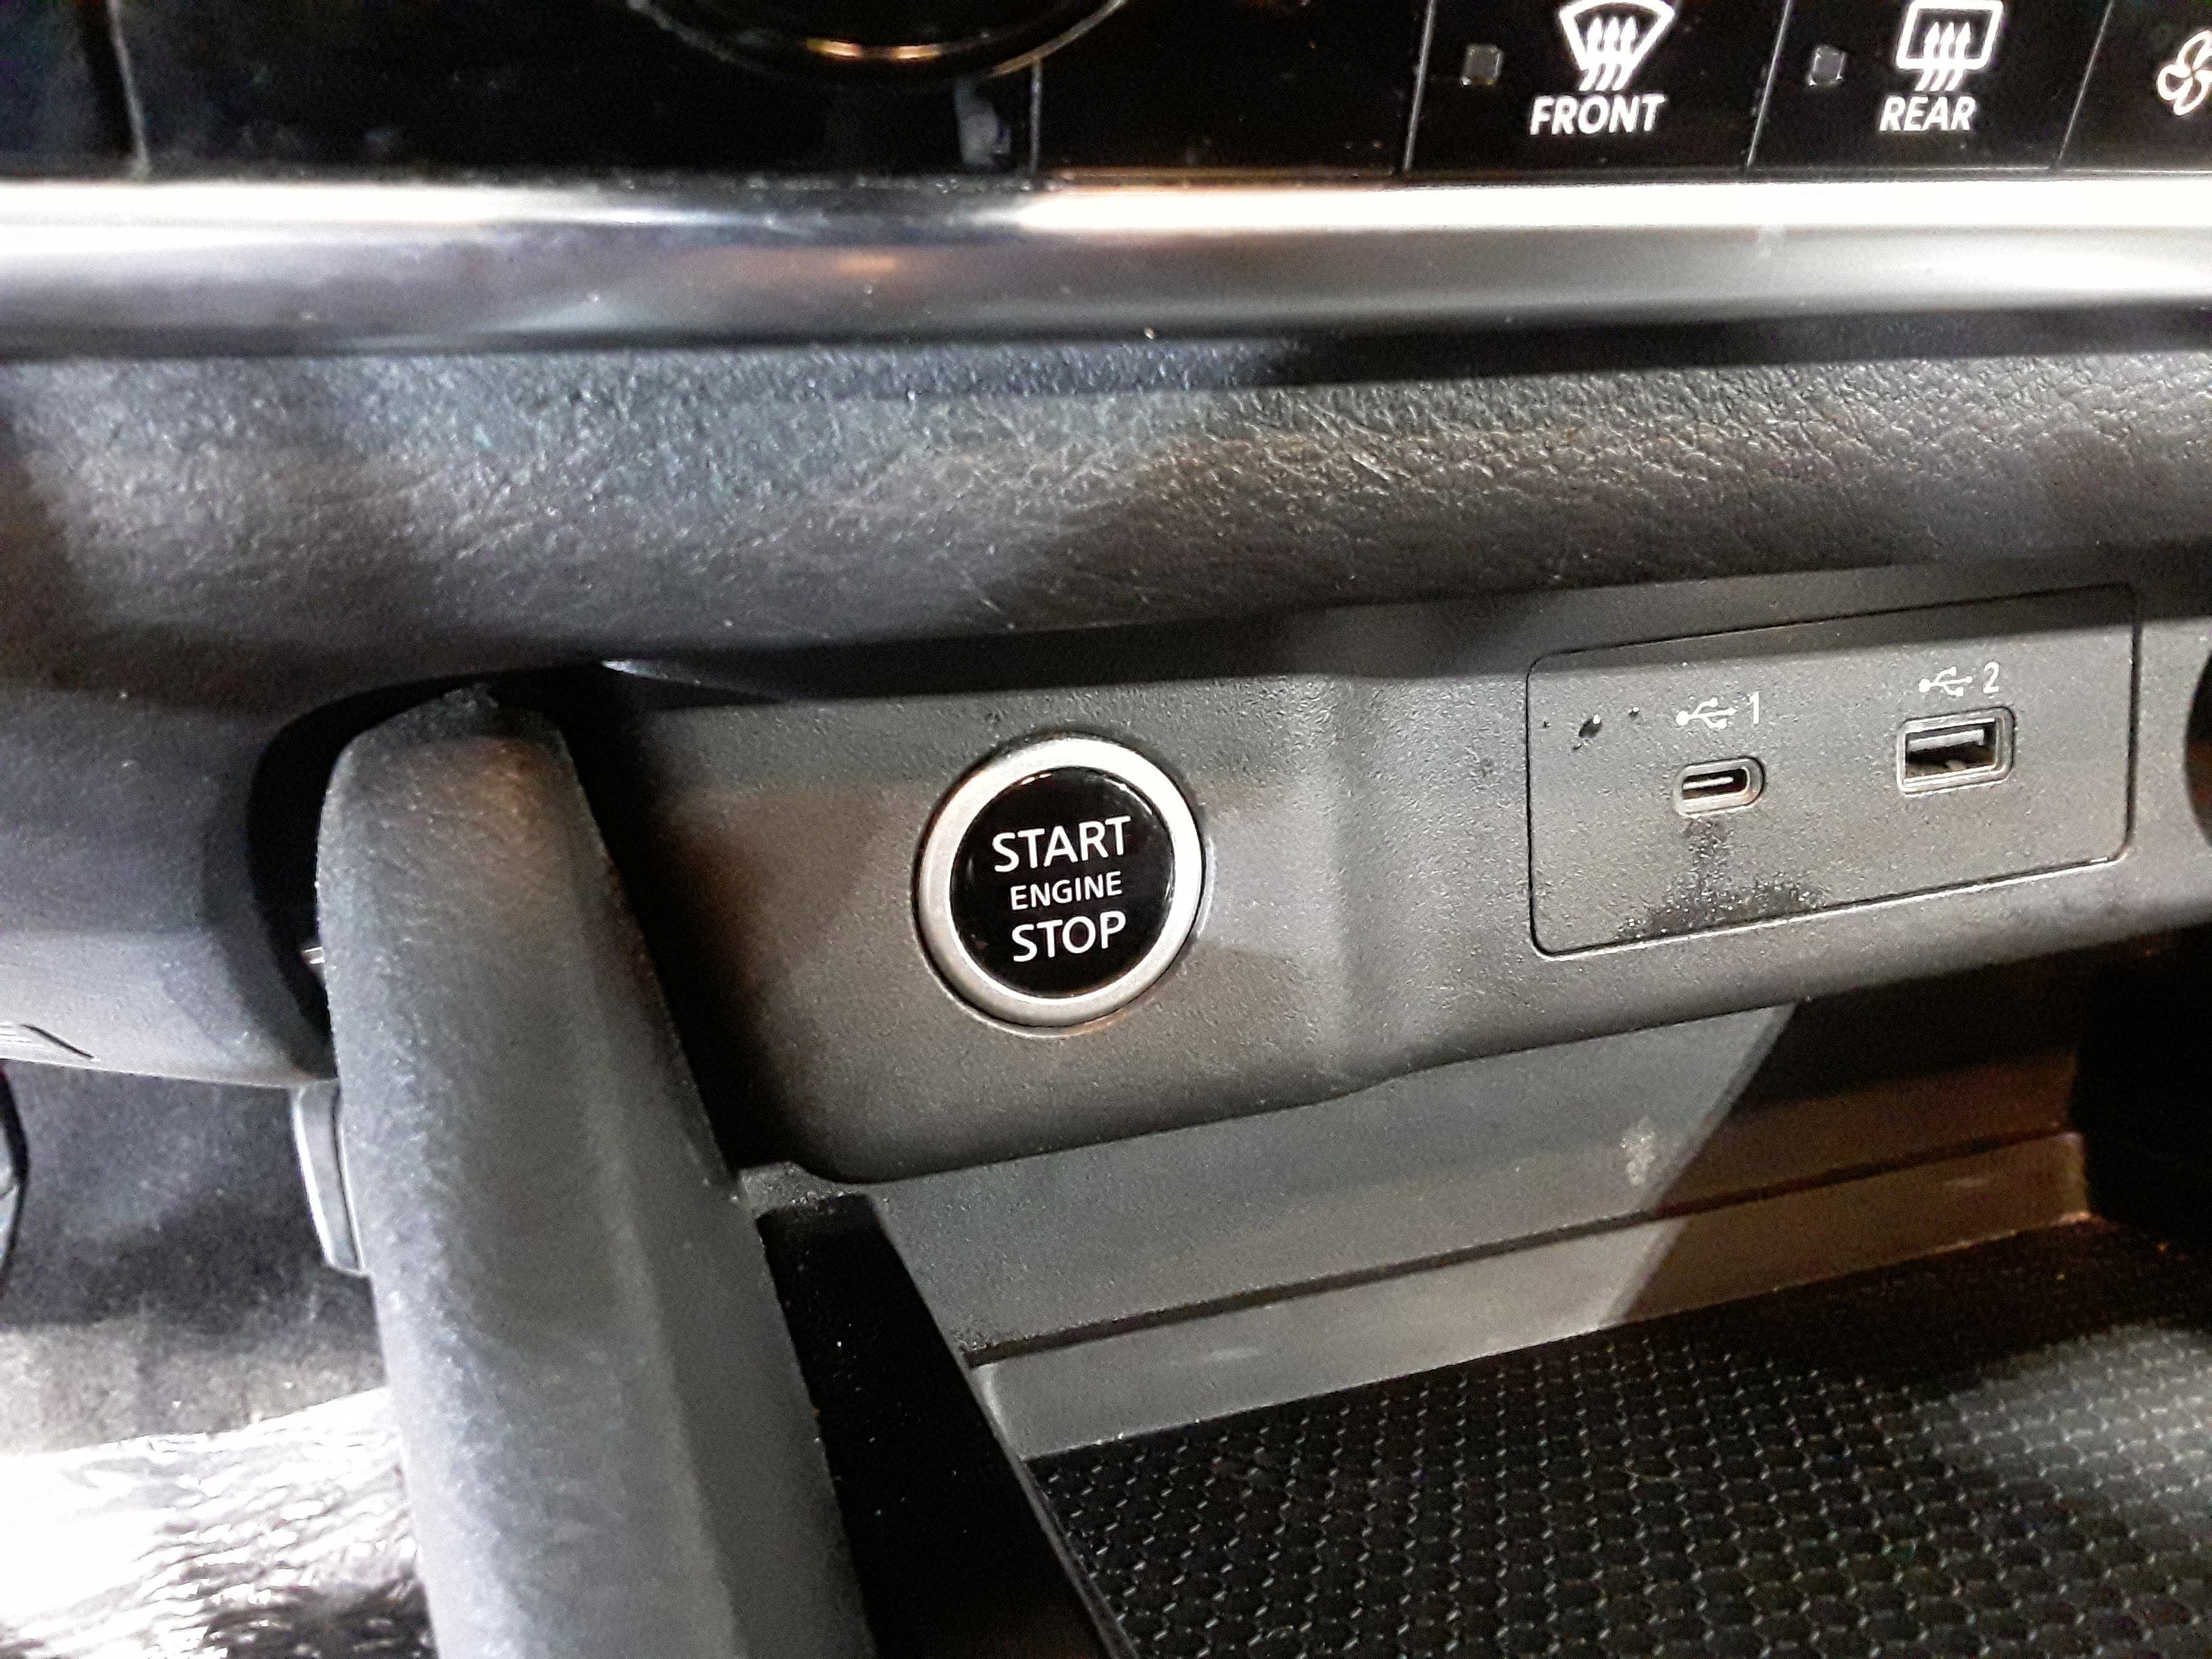 FRONT
REAR
1
2
START
ENGINE
STOP